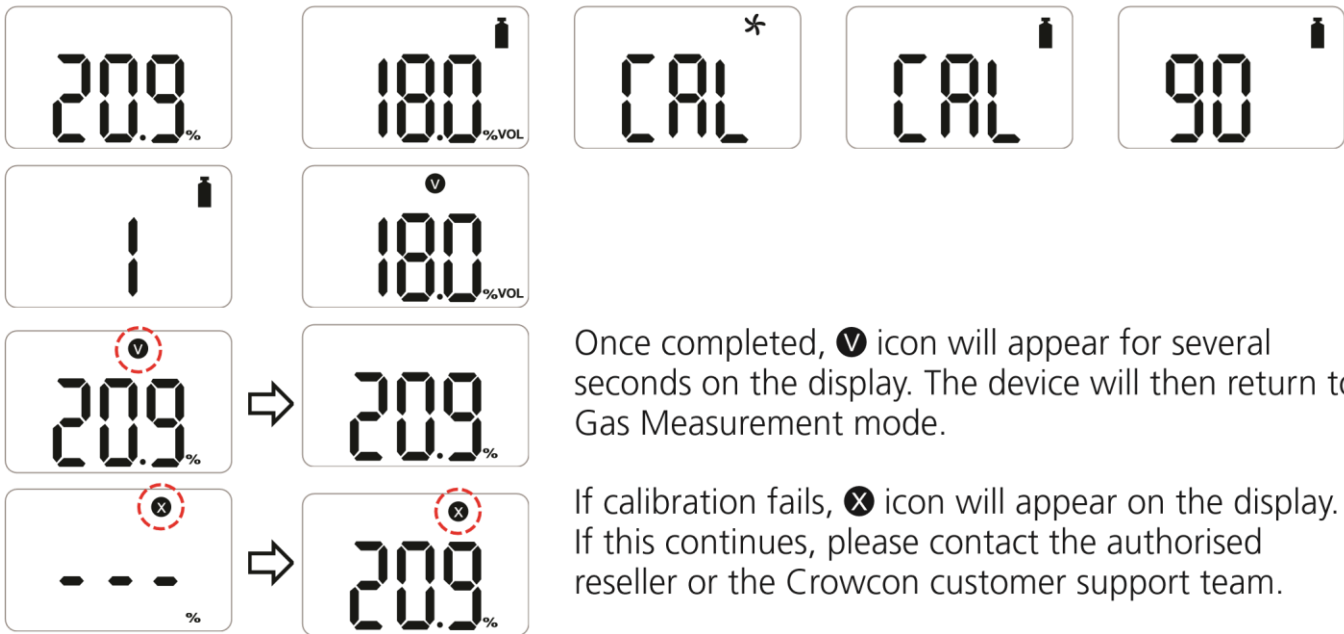 20.9 %
18.0 %VOL
CAL
CAL
90
1
V
18.0 %VOL
V
20.9 %
20.9 %
Once completed, V icon will appear for several
seconds on the display. The device will then return to
Gas Measurement mode.
X
- - - %
X
20.9 %
If calibration fails, X icon will appear on the display.
If this continues, please contact the authorised
reseller or the Crowcon customer support team.